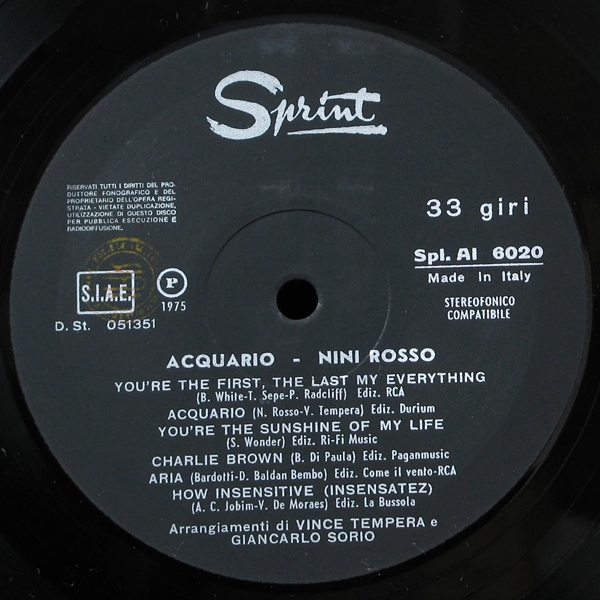 Sprint
RISERVATI TUTTI I DIRITTI DEL PRO-
DUTTORE FONOGRAFICO E DEL
PROPRIETARIO DELL'OPERA REGI-
STRATA - VIETATE DUPLICAZIONE,
UTILIZZAZIONE DI QUESTO DISCO
PER PUBBLICA ESECUZIONE E
RADIODIFFUSIONE.
33 giri
Spl. AI 6020
Made in Italy
STEREOFONICO
COMPATIBILE
S.I.A.E.
P
1975
D. St. 051351
ACQUARIO - NINI ROSSO
YOU'RE THE FIRST, THE LAST MY EVERYTHING
(B. White-T. Sepe-P. Radcliff) Ediz. RCA
ACQUARIO (N. Rosso-V. Tempera) Ediz. Durium
YOU'RE THE SUNSHINE OF MY LIFE
(S. Wonder) Ediz. Ri-Fi Music
CHARLIE BROWN (B. Di Paula) Ediz. Paganmusic
ARIA (Bardotti-D. Baldan Bembo) Ediz. Come il vento-RCA
HOW INSENSITIVE (INSENSATEZ)
(A. C. Jobim-V. De Moraes) Ediz. La Bussola
Arrangiamenti di VINCE TEMPERA e
GIANCARLO SORIO